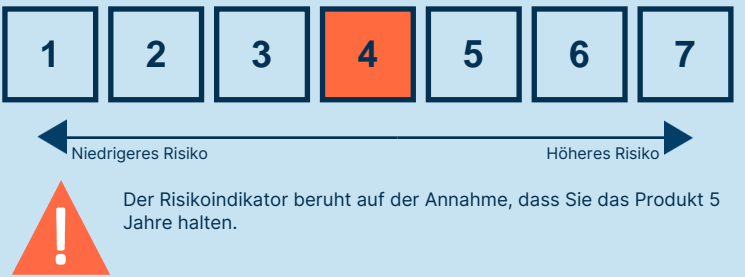 1 2 3 4 5 6 7
Niedrigeres Risiko Höheres Risiko
Der Risikoindikator beruht auf der Annahme, dass Sie das Produkt 5
Jahre halten.
!